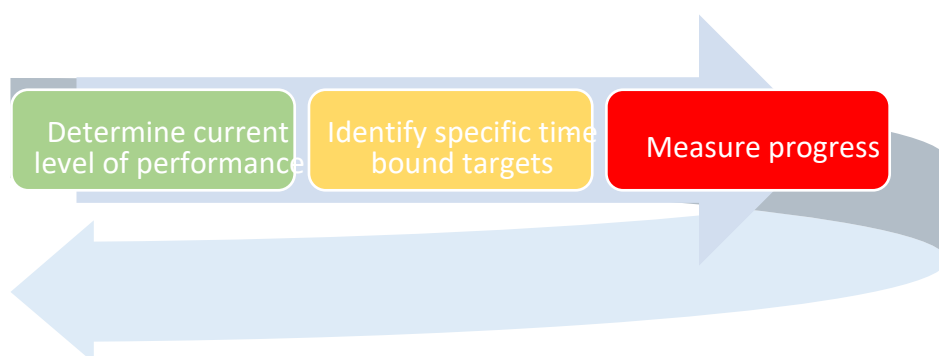 Determine current
level of performance
Identify specific time-
bound targets
Measure progress